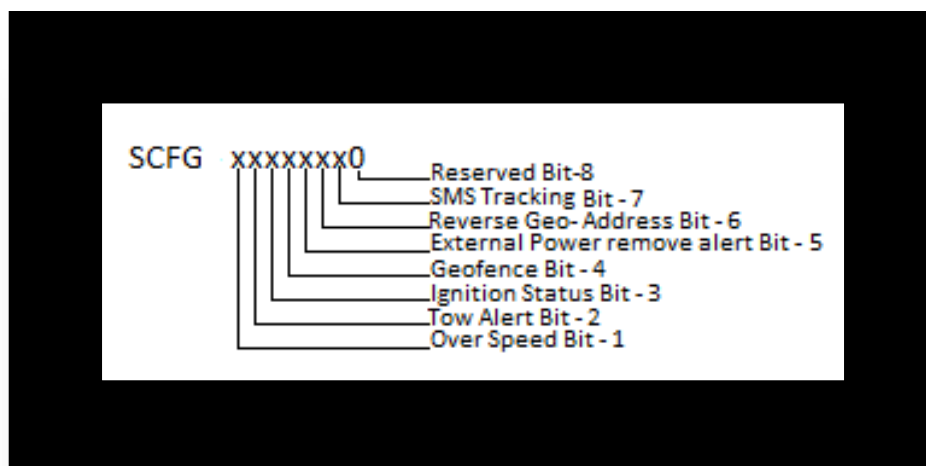 SCFG xxxxxxx0
Reserved Bit-8
SMS Tracking Bit - 7
Reverse Geo- Address Bit - 6
External Power remove alert Bit - 5
Geofence Bit - 4
Ignition Status Bit - 3
Tow Alert Bit - 2
Over Speed Bit - 1